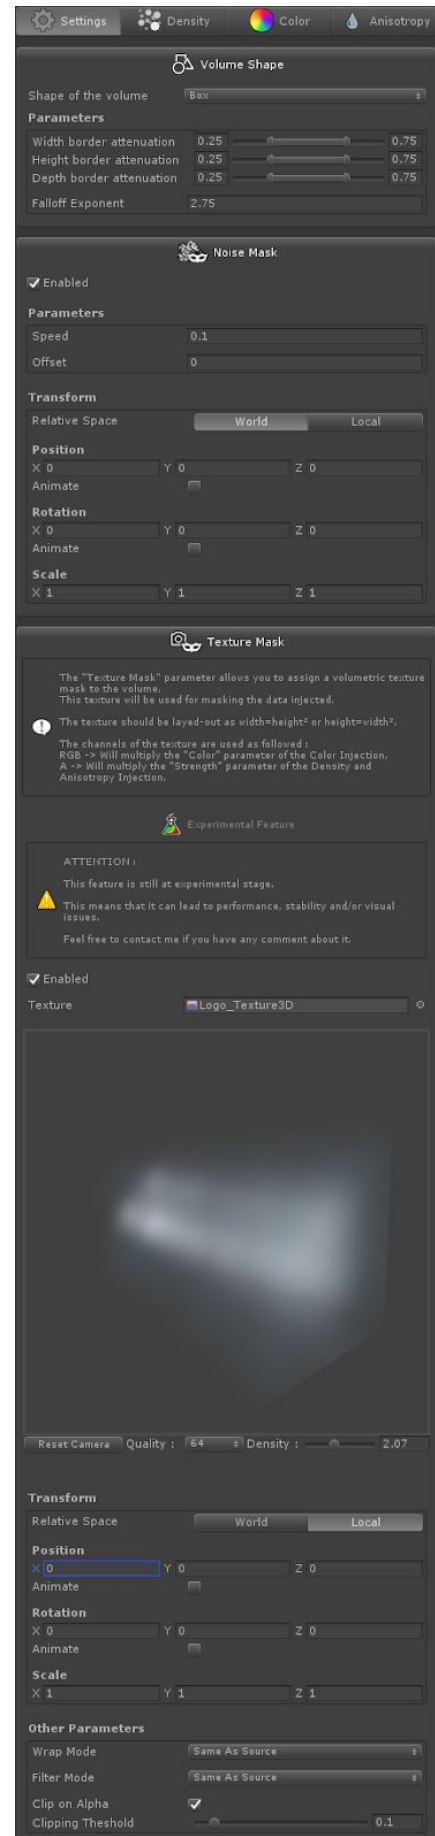 Settings Density Color Anisotropy
Volume Shape
Shape of the volume Box
Parameters
Width border attenuation 0.25 0.75
Height border attenuation 0.25 0.75
Depth border attenuation 0.25 0.75
Falloff Exponent 2.75
Noise Mask
Enabled
Parameters
Speed 0.1
Offset 0
Transform
Relative Space World Local
Position
X 0 Y 0 Z 0
Animate
Rotation
X 0 Y 0 Z 0
Animate
Scale
X 1 Y 1 Z 1
Texture Mask
The "Texture Mask" parameter allows you to assign a volumetric texture
mask to the volume.
This texture will be used for masking the data injected.
The texture should be layed-out as width=height² or height=width².
The channels of the texture are used as followed :
RGB -> Will multiply the "Color" parameter of the Color Injection.
A -> Will multiply the "Strength" parameter of the Density and
Anisotropy Injection.
Experimental Feature
ATTENTION :
This feature is still at experimental stage.
This means that it can lead to performance, stability and/or visual
issues.
Feel free to contact me if you have any comment about it.
Enabled
Texture Logo_Texture3D
Reset Camera Quality : 64 Density : 2.07
Transform
Relative Space World Local
Position
X 0 Y 0 Z 0
Animate
Rotation
X 0 Y 0 Z 0
Animate
Scale
X 1 Y 1 Z 1
Other Parameters
Wrap Mode Same As Source
Filter Mode Same As Source
Clip on Alpha
Clipping Theshold 0.1